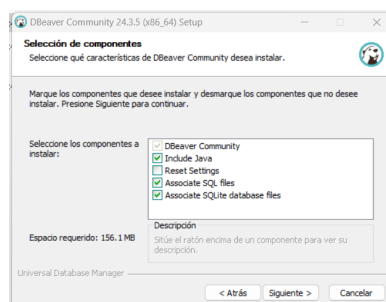 DBeaver Community 24.3.5 (x86_64) Setup
Selección de componentes
Seleccione qué características de DBeaver Community desea instalar.
Marque los componentes que desee instalar y desmarque los componentes que no desee
instalar. Presione Siguiente para continuar.
Seleccione los componentes a
instalar:
DBeaver Community
Include Java
Reset Settings
Associate SQL files
Associate SQLite database files
Espacio requerido: 156.1 MB
Descripción
Sitúe el ratón encima de un componente para ver su
descripción.
Universal Database Manager
< Atrás
Siguiente >
Cancelar